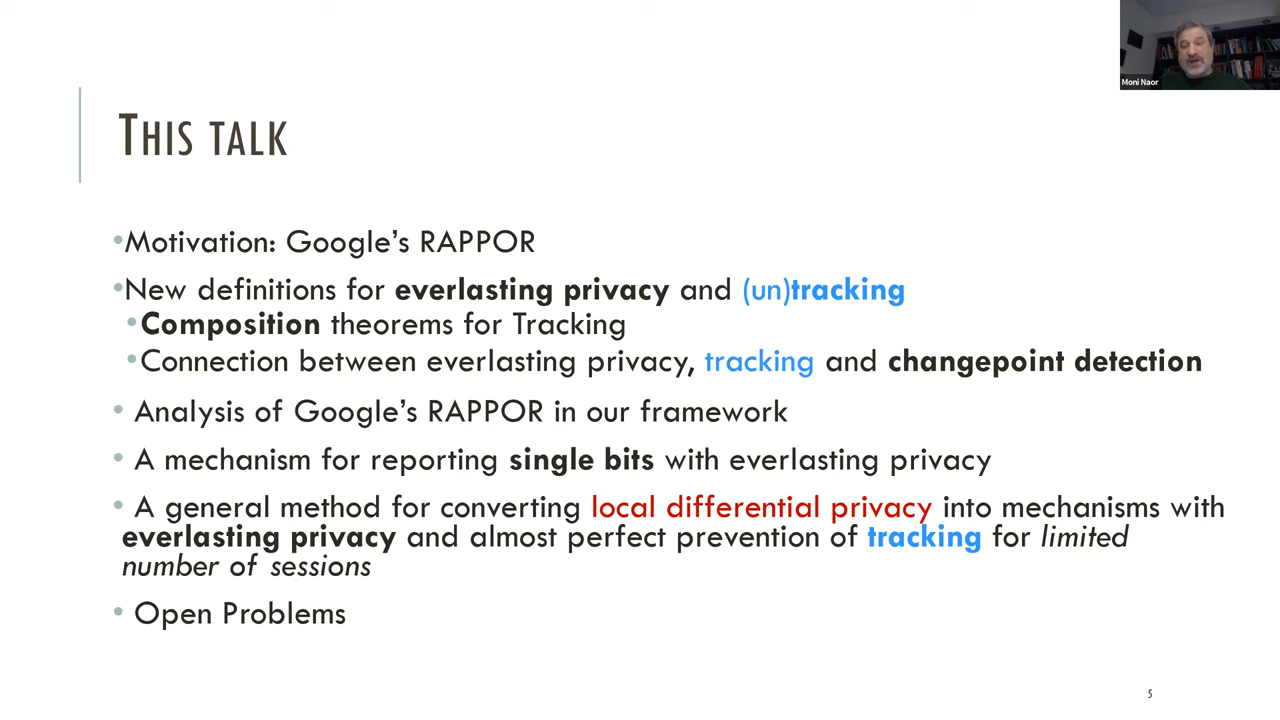 Moni Naor
THIS TALK
•Motivation: Google's RAPPOR
•New definitions for everlasting privacy and (un)tracking
•Composition theorems for Tracking
•Connection between everlasting privacy, tracking and changepoint detection
• Analysis of Google's RAPPOR in our framework
• A mechanism for reporting single bits with everlasting privacy
• A general method for converting local differential privacy into mechanisms with
everlasting privacy and almost perfect prevention of tracking for limited
number of sessions
• Open Problems
5